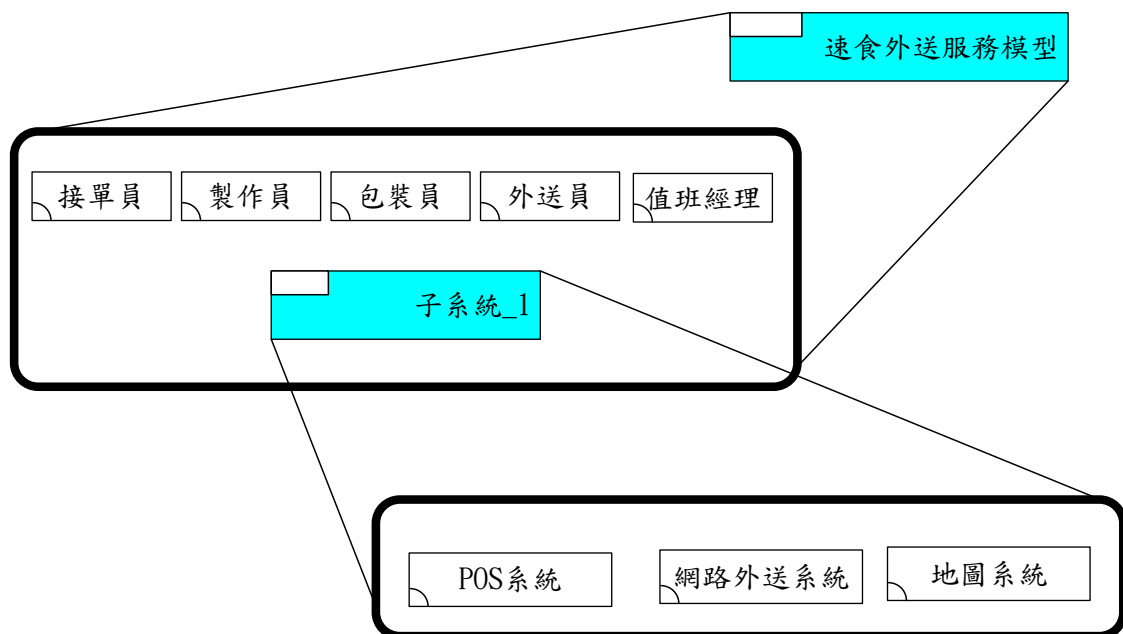 速食外送服務模型
接單員
製作員
包裝員
外送員
值班經理
子系統_1
POS系統
網路外送系統
地圖系統